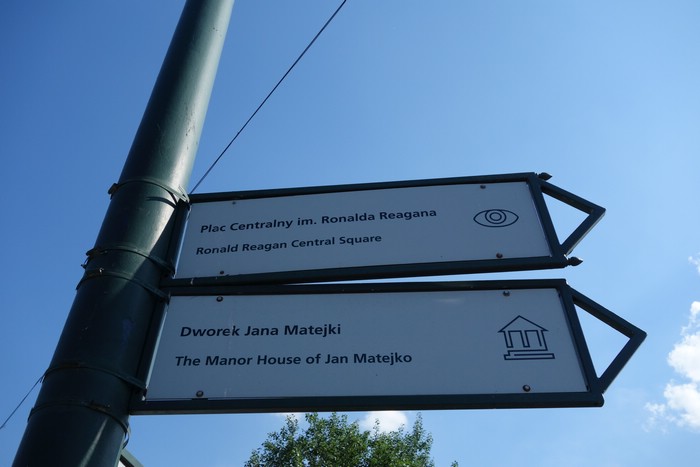 Plac Centralny im. Ronalda Reagana
Ronald Reagan Central Square
Dworek Jana Matejki
The Manor House of Jan Matejko